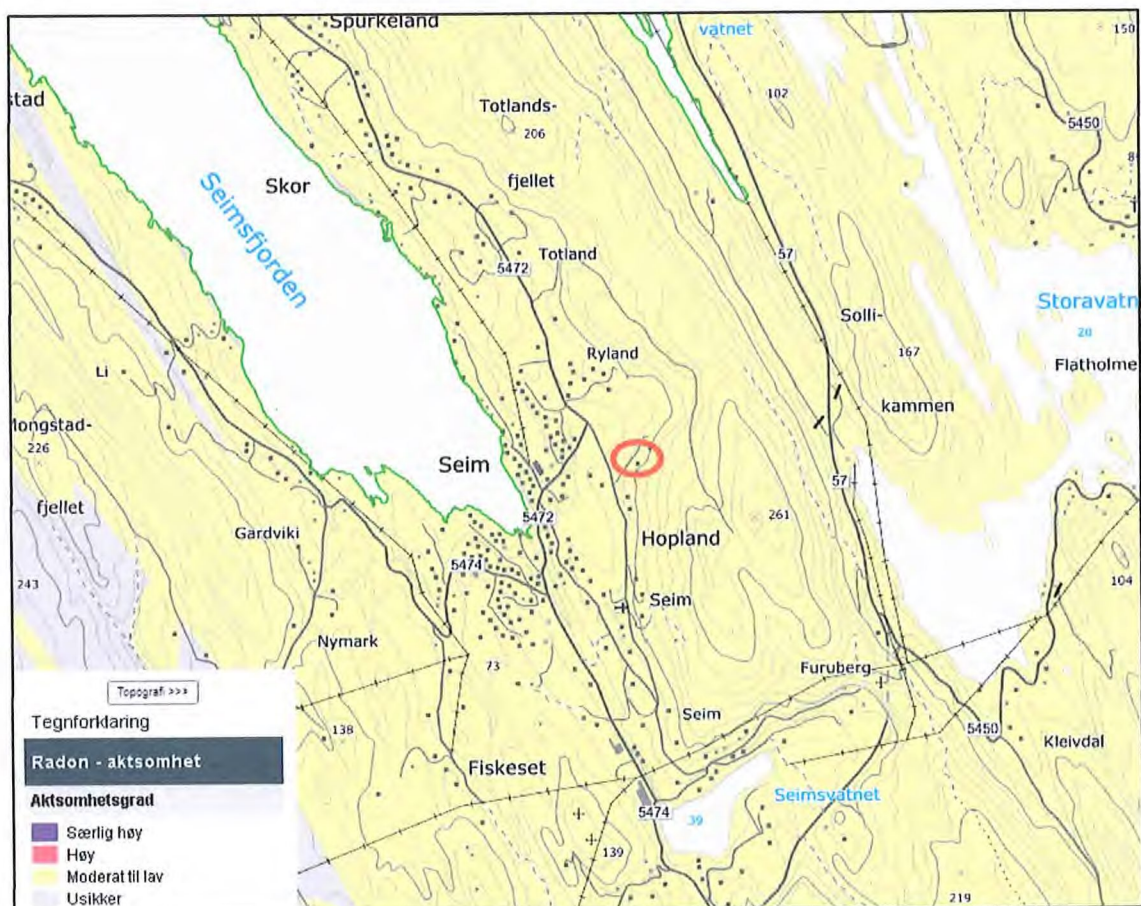 Spurkeland
vatnet
150
stad
Totlands-
206
102
5450
8
Skor
Seimsfjorden
fjellet
5472
Totland
57
Storavatn
20
Solli-
167
Flatholme
Ryland
Li
kammen
Mongstad-
226
Seim
57
fjellet
5472
261
Gardviki
Hopland
5474
104
243
Seim
Nymark
73
Furuberg
Topografi >>>
Tegnforklaring
138
Seim
5450
Kleivdal
Radon - aktsomhet
Fiskeset
Seimsvatnet
Aktsomhetsgrad
5474
39
Særlig høy
Høy
139
Moderat til lav
Usikker
219